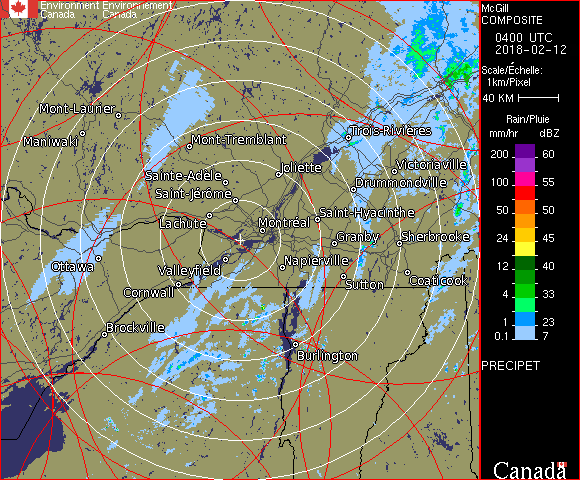 Environment Environnement
Canada Canada
McGill
COMPOSITE
0400 UTC
2018-02-12
Scale/Échelle:
1km/Pixel
40 KM
Rain/Pluie
mm/hr dBZ
200 60
150 57
100 55
50 50
24 45
12 40
4 33
1 23
0.1 7
PRECIPET
Canada
Mont-Laurier
Maniwaki
Mont-Tremblant
Trois-Rivières
Joliette
Victoriaville
Sainte-Adèle
Saint-Jérôme
Drummondville
Lachute
Montréal
Saint-Hyacinthe
Granby
Sherbrooke
Ottawa
Valleyfield
Napierville
Cornwall
Sutton
Coaticook
Brockville
Burlington